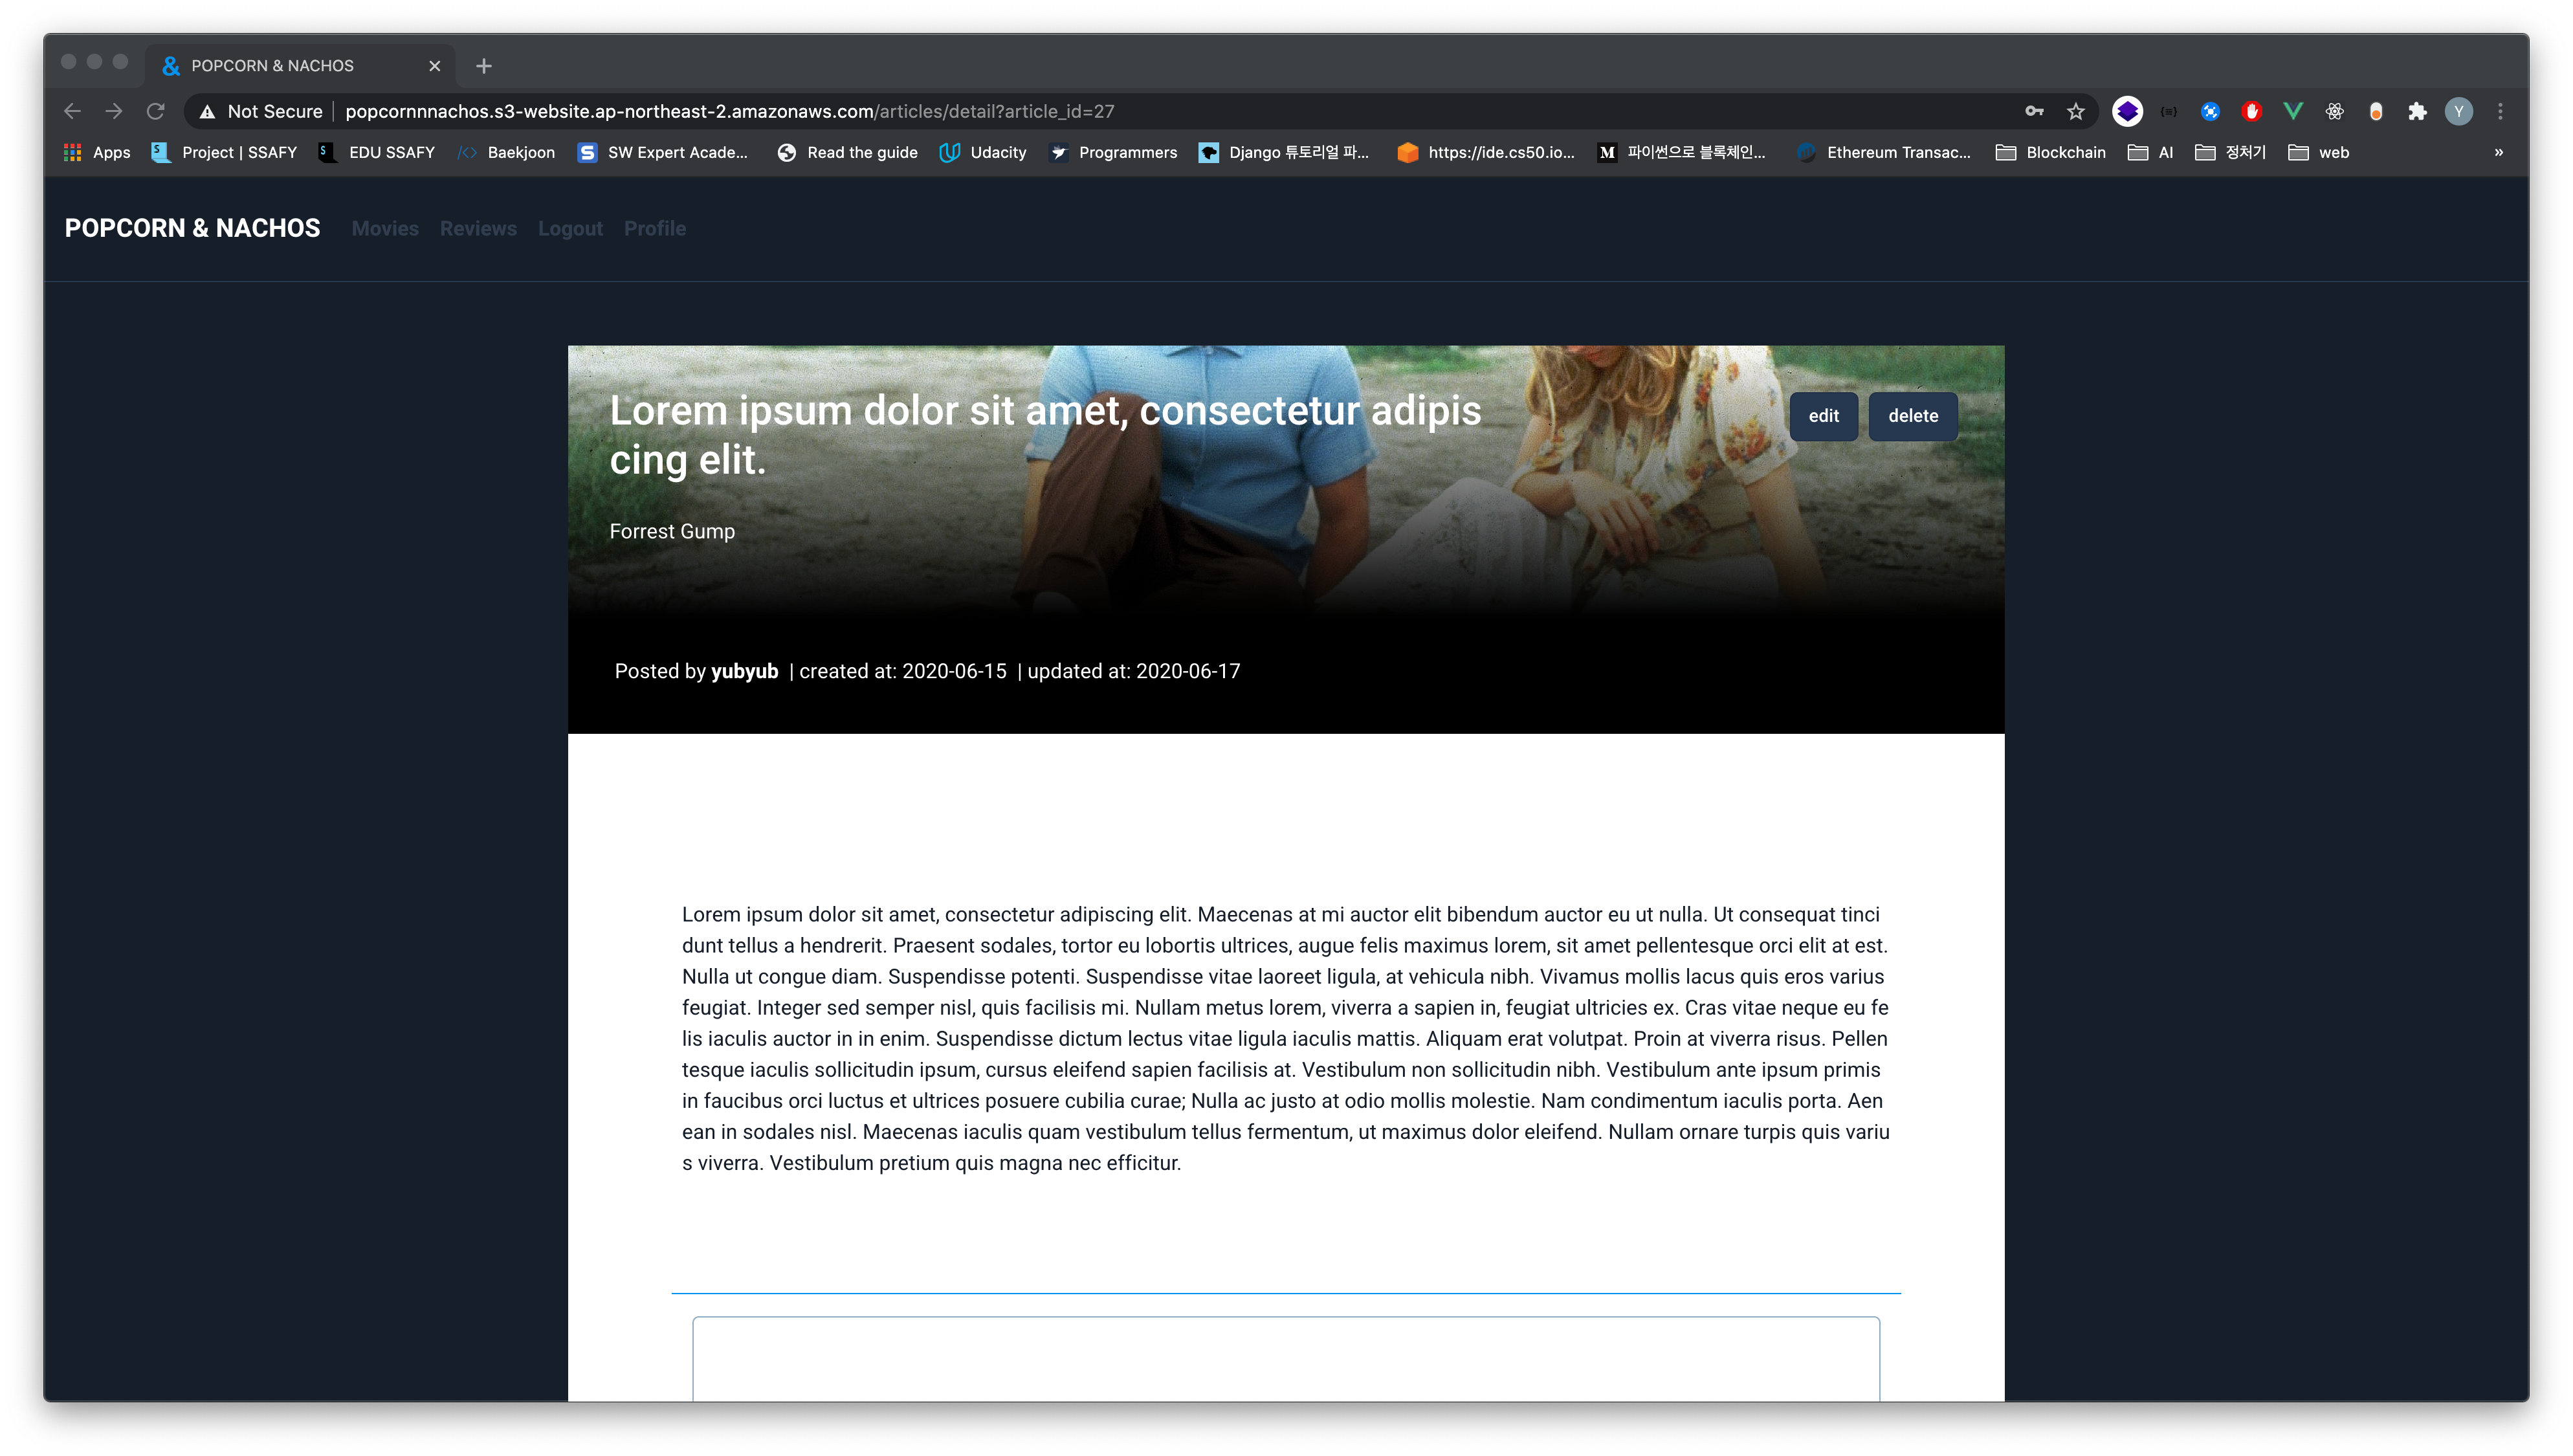 POPCORN & NACHOS
Not Secure | popcornnnachos.s3-website.ap-northeast-2.amazonaws.com/articles/detail?article_id=27
Y
Apps Project | SSAFY EDU SSAFY Baekjoon SW Expert Acade... Read the guide Udacity Programmers Django 튜토리얼 파... https://ide.cs50.io... 파이썬으로 블록체인... Ethereum Transac... Blockchain AI 정처기 web »
POPCORN & NACHOS Movies Reviews Logout Profile
Lorem ipsum dolor sit amet, consectetur adipis
cing elit.
edit delete
Forrest Gump
Posted by yubyub | created at: 2020-06-15 | updated at: 2020-06-17
Lorem ipsum dolor sit amet, consectetur adipiscing elit. Maecenas at mi auctor elit bibendum auctor eu ut nulla. Ut consequat tinci
dunt tellus a hendrerit. Praesent sodales, tortor eu lobortis ultrices, augue felis maximus lorem, sit amet pellentesque orci elit at est.
Nulla ut congue diam. Suspendisse potenti. Suspendisse vitae laoreet ligula, at vehicula nibh. Vivamus mollis lacus quis eros varius
feugiat. Integer sed semper nisl, quis facilisis mi. Nullam metus lorem, viverra a sapien in, feugiat ultricies ex. Cras vitae neque eu fe
lis iaculis auctor in in enim. Suspendisse dictum lectus vitae ligula iaculis mattis. Aliquam erat volutpat. Proin at viverra risus. Pellen
tesque iaculis sollicitudin ipsum, cursus eleifend sapien facilisis at. Vestibulum non sollicitudin nibh. Vestibulum ante ipsum primis
in faucibus orci luctus et ultrices posuere cubilia curae; Nulla ac justo at odio mollis molestie. Nam condimentum iaculis porta. Aen
ean in sodales nisl. Maecenas iaculis quam vestibulum tellus fermentum, ut maximus dolor eleifend. Nullam ornare turpis quis variu
s viverra. Vestibulum pretium quis magna nec efficitur.